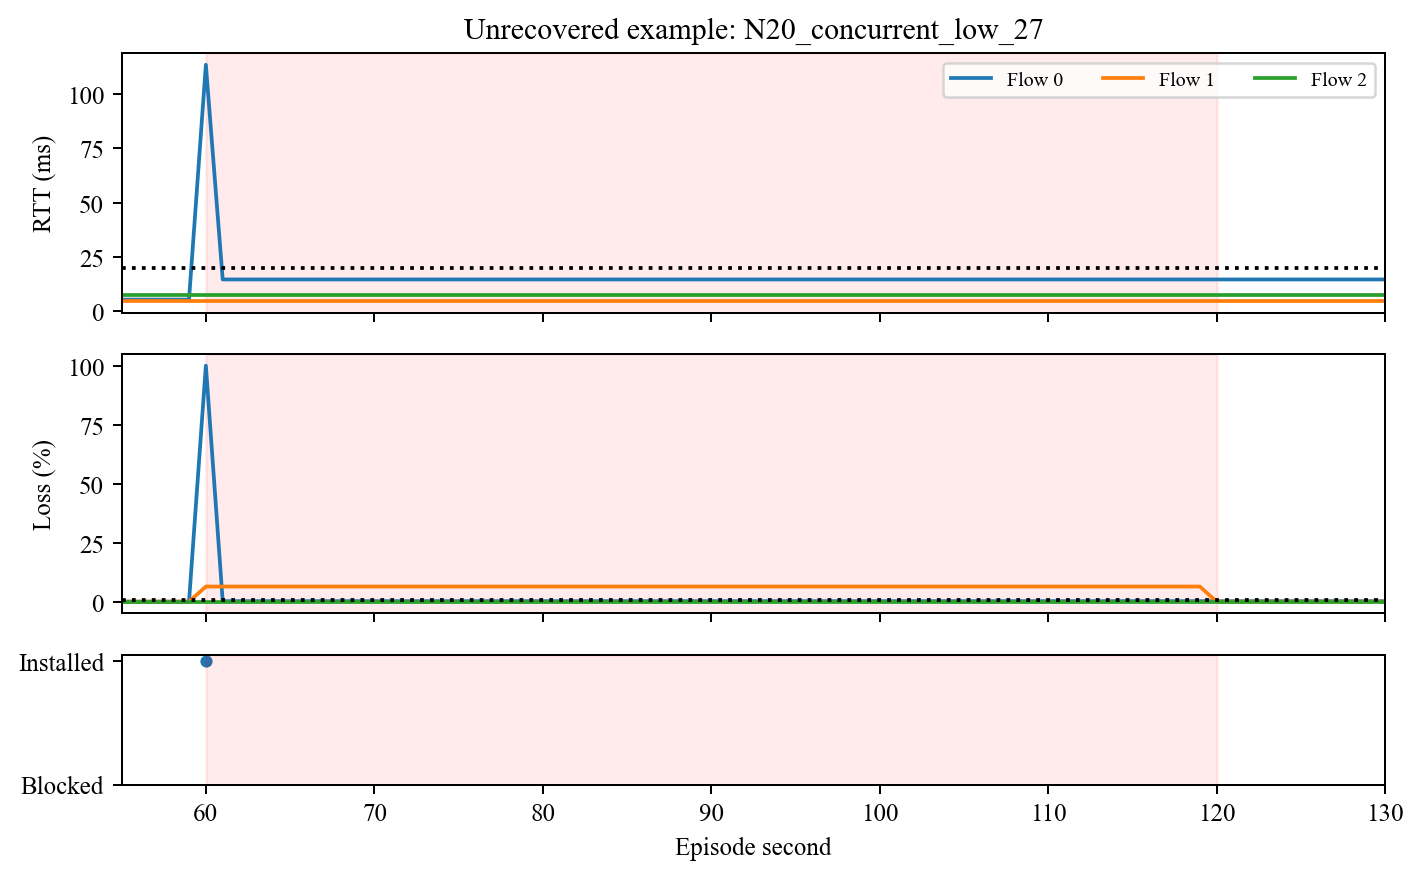 Unrecovered example: N20_concurrent_low_27
Flow 0 Flow 1 Flow 2
RTT (ms)
100
75
50
25
0
Loss (%)
100
75
50
25
0
Installed
Blocked
60 70 80 90 100 110 120 130
Episode second